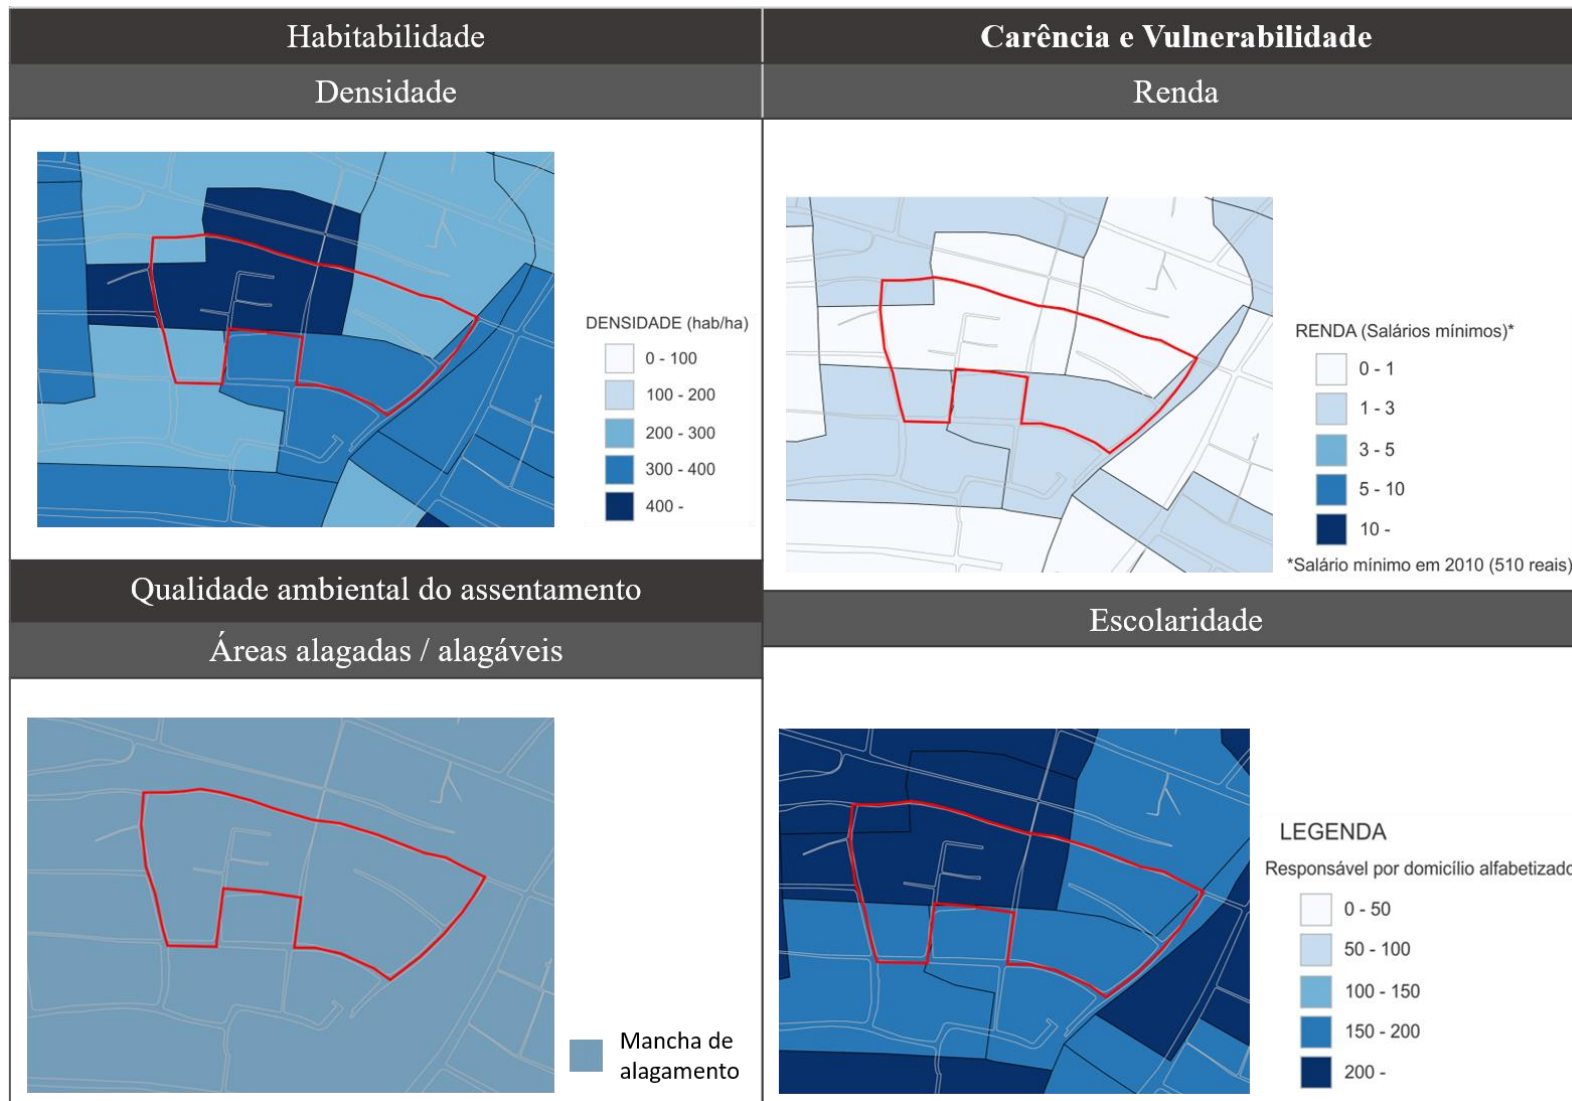 Habitabilidade
Densidade
DENSIDADE (hab/ha)
0 - 100
100 - 200
200 - 300
300 - 400
400 -
Qualidade ambiental do assentamento
Áreas alagadas / alagáveis
Mancha de
alagamento
Carência e Vulnerabilidade
Renda
RENDA (Salários mínimos)*
0 - 1
1 - 3
3 - 5
5 - 10
10 -
*Salário mínimo em 2010 (510 reais)
Escolaridade
LEGENDA
Responsável por domicílio alfabetizado
0 - 50
50 - 100
100 - 150
150 - 200
200 -